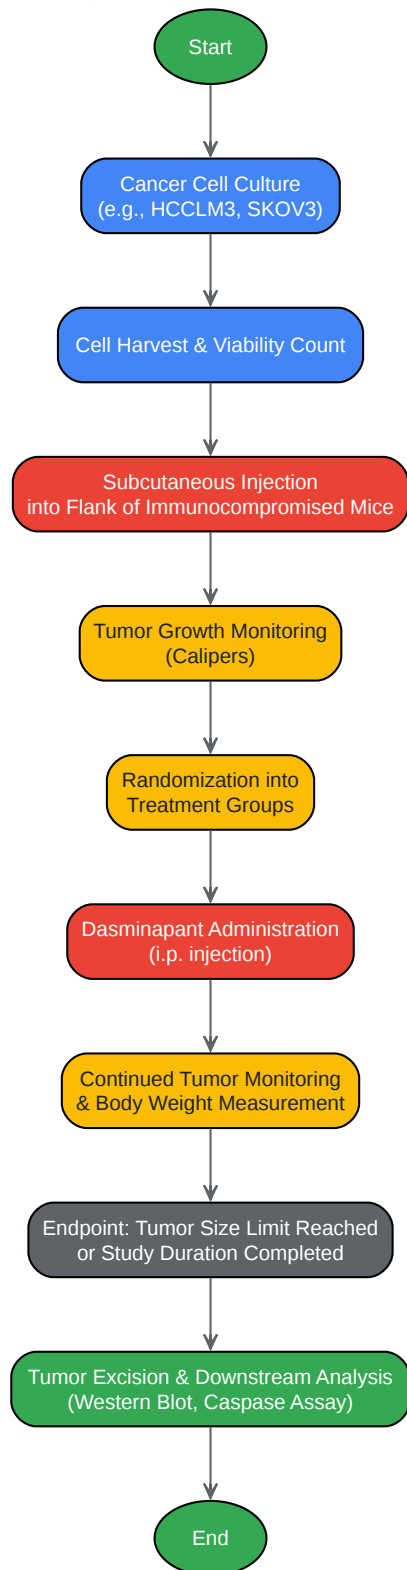 Start
Cancer Cell Culture
(e.g., HCCLM3, SKOV3)
Cell Harvest & Viability Count
Subcutaneous Injection
into Flank of Immunocompromised Mice
Tumor Growth Monitoring
(Calipers)
Randomization into
Treatment Groups
Dasminapant Administration
(i.p. injection)
Continued Tumor Monitoring
& Body Weight Measurement
Endpoint: Tumor Size Limit Reached
or Study Duration Completed
Tumor Excision & Downstream Analysis
(Western Blot, Caspase Assay)
End